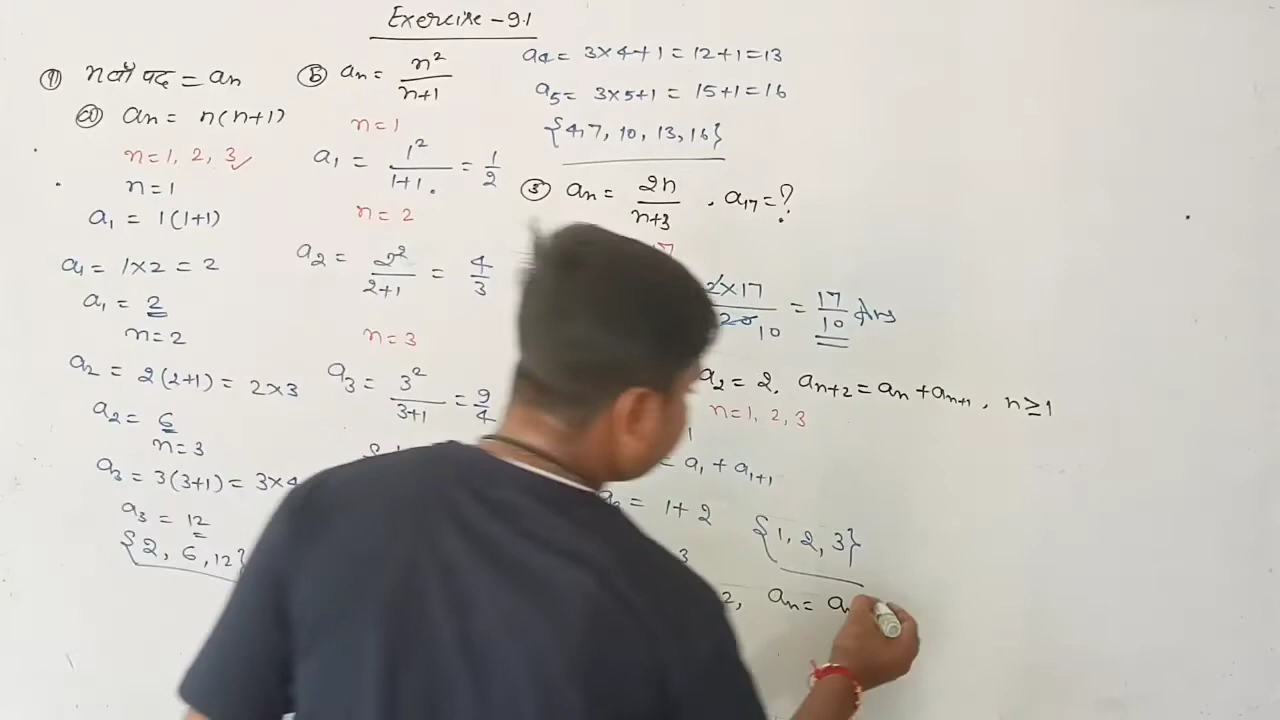 Exercise - 9.1
① nवाँ पद = an
ⓐ an = n(n+1)
n=1, 2, 3 ✓
n = 1
a1 = 1(1+1)
a1 = 1×2 = 2
a1 = 2
n=2
a2 = 2(2+1) = 2×3
a2 = 6
n=3
a3 = 3(3+1) = 3×4
a3 = 12
{2, 6, 12}
ⓑ an = n²/n+1
n=1
a1 = 1²/1+1 = 1/2
n = 2
a2 = 2²/2+1 = 4/3
n = 3
a3 = 3²/3+1 = 9/4
a4 = 3×4+1 = 12+1 = 13
a5 = 3×5+1 = 15+1 = 16
{4,7, 10, 13, 16}
③ an = 2n/n+3 , a17 = ?
2×17/20 10 = 17/10 Ans
a2 = 2, an+2 = an + an+1, n ≥ 1
n=1, 2, 3
= a1 + a1+1
= 1 + 2
3
{1, 2, 3}
2, an = a